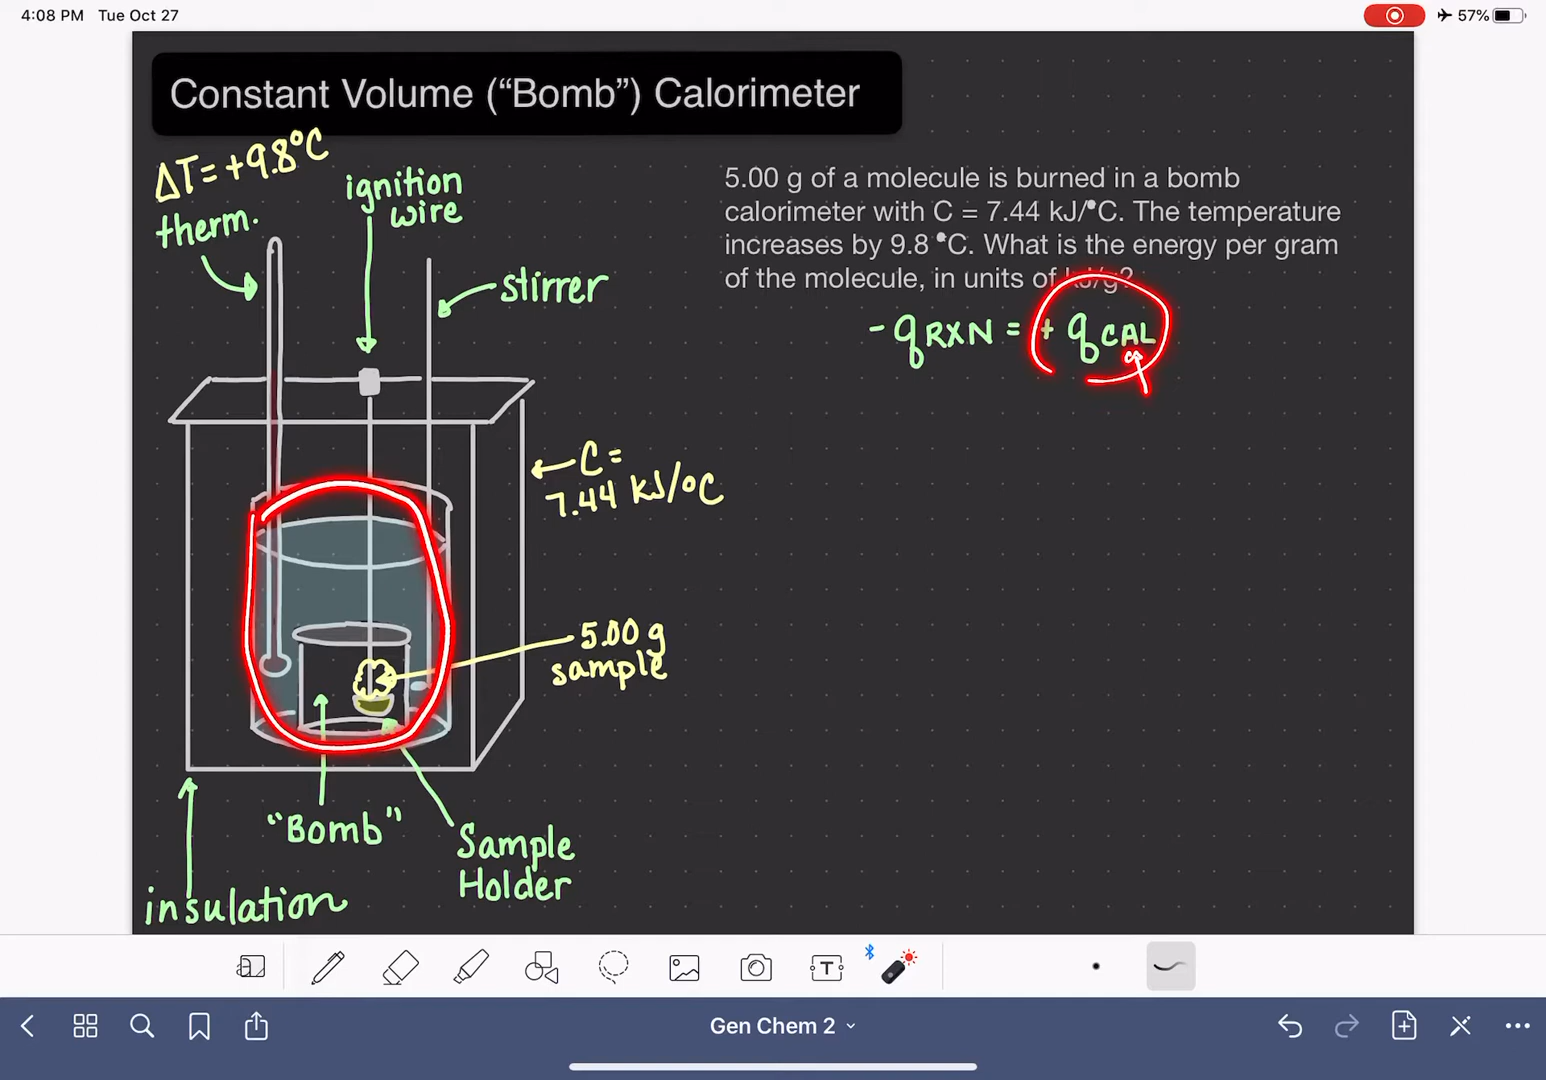 4:08 PM Tue Oct 27
57%
Constant Volume (“Bomb”) Calorimeter
ΔT = +9.8°C
therm.
ignition
wire
stirrer
5.00 g of a molecule is burned in a bomb
calorimeter with C = 7.44 kJ/°C. The temperature
increases by 9.8 °C. What is the energy per gram
of the molecule, in units of kJ/g?
- qRXN = + qCAL
C =
7.44 kJ/°C
5.00 g
sample
“Bomb”
Sample
Holder
insulation
T
Gen Chem 2